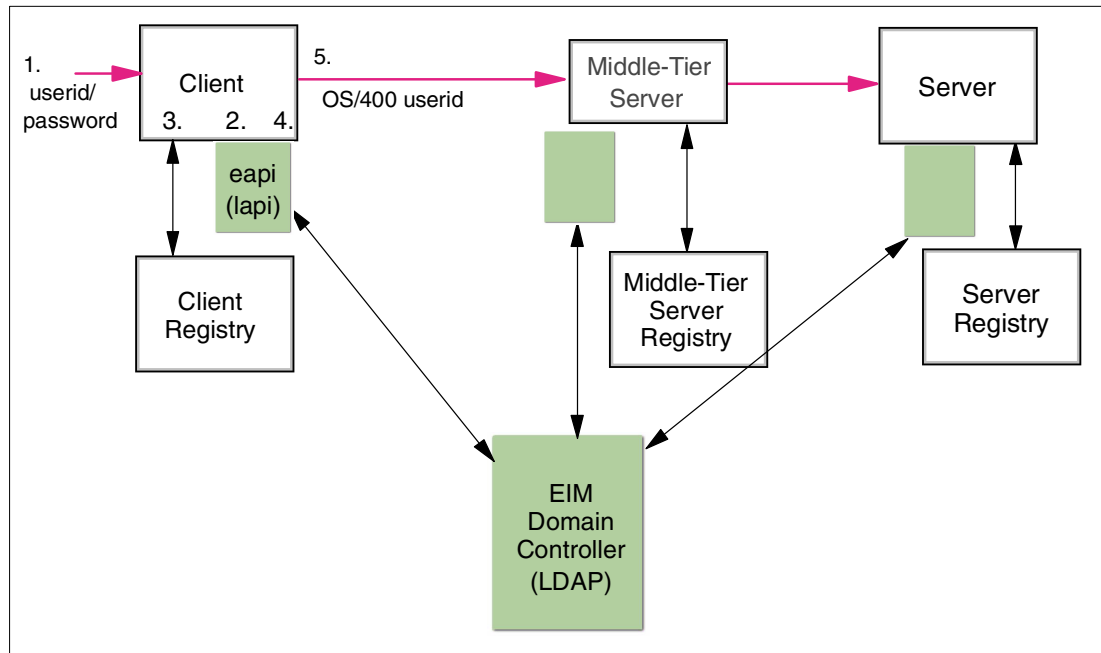 1.
userid/
password
Client
3. 2. 4.
5.
OS/400 userid
Middle-Tier
Server
Server
eapi
(lapi)
Client
Registry
Middle-Tier
Server
Registry
Server
Registry
EIM
Domain
Controller
(LDAP)